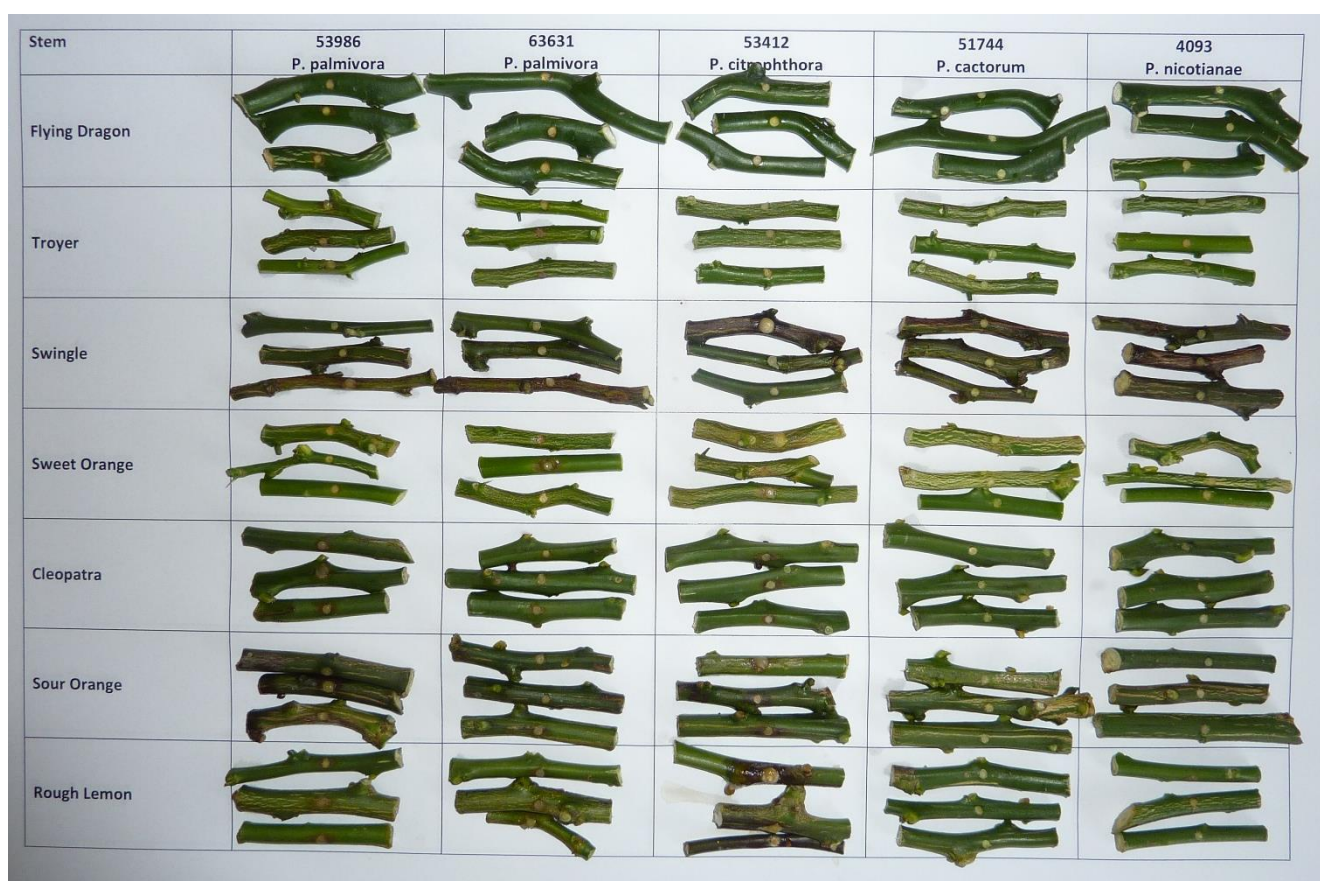 Stem
53986
P. palmivora
63631
P. palmivora
53412
P. citrophthora
51744
P. cactorum
4093
P. nicotianae
Flying Dragon
Troyer
Swingle
Sweet Orange
Cleopatra
Sour Orange
Rough Lemon